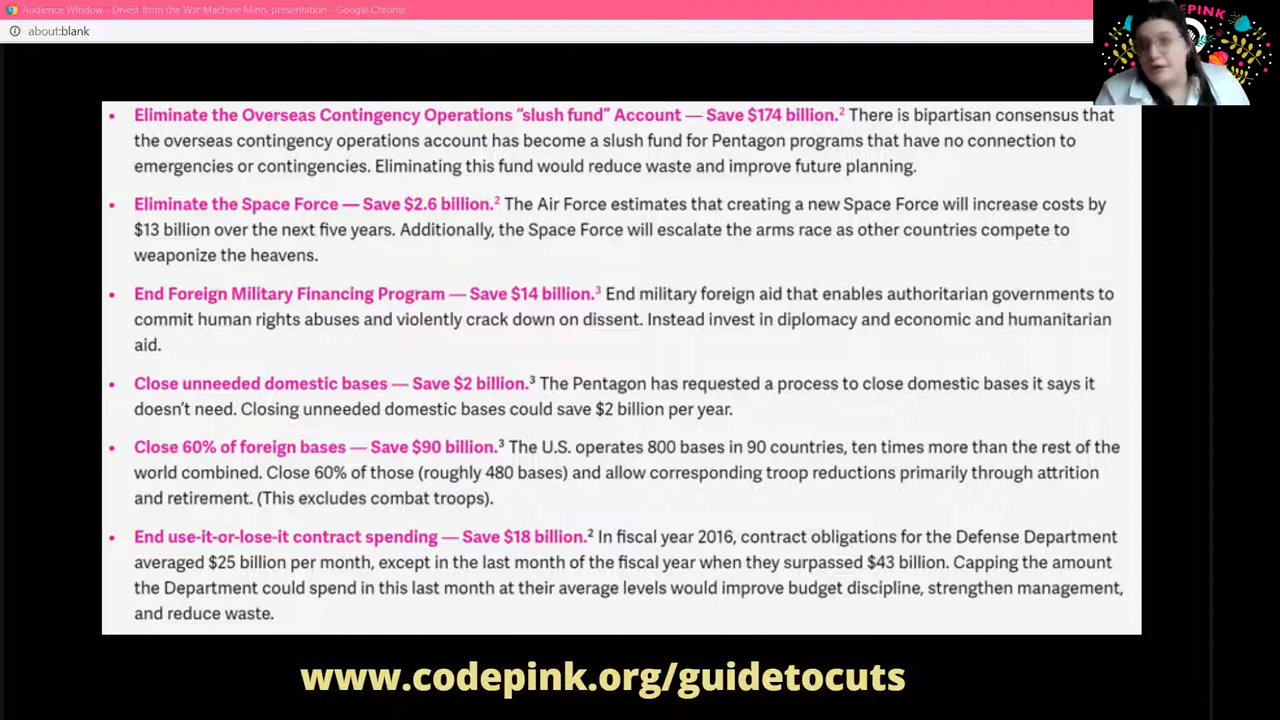 Audience Window - Divest from the War Machine Minn. presentation - Google Chrome
about:blank
PINK
• Eliminate the Overseas Contingency Operations “slush fund” Account — Save $174 billion.² There is bipartisan consensus that
the overseas contingency operations account has become a slush fund for Pentagon programs that have no connection to
emergencies or contingencies. Eliminating this fund would reduce waste and improve future planning.
• Eliminate the Space Force — Save $2.6 billion.² The Air Force estimates that creating a new Space Force will increase costs by
$13 billion over the next five years. Additionally, the Space Force will escalate the arms race as other countries compete to
weaponize the heavens.
• End Foreign Military Financing Program — Save $14 billion.³ End military foreign aid that enables authoritarian governments to
commit human rights abuses and violently crack down on dissent. Instead invest in diplomacy and economic and humanitarian
aid.
• Close unneeded domestic bases — Save $2 billion.³ The Pentagon has requested a process to close domestic bases it says it
doesn’t need. Closing unneeded domestic bases could save $2 billion per year.
• Close 60% of foreign bases — Save $90 billion.³ The U.S. operates 800 bases in 90 countries, ten times more than the rest of the
world combined. Close 60% of those (roughly 480 bases) and allow corresponding troop reductions primarily through attrition
and retirement. (This excludes combat troops).
• End use-it-or-lose-it contract spending — Save $18 billion.² In fiscal year 2016, contract obligations for the Defense Department
averaged $25 billion per month, except in the last month of the fiscal year when they surpassed $43 billion. Capping the amount
the Department could spend in this last month at their average levels would improve budget discipline, strengthen management,
and reduce waste.
www.codepink.org/guidetocuts